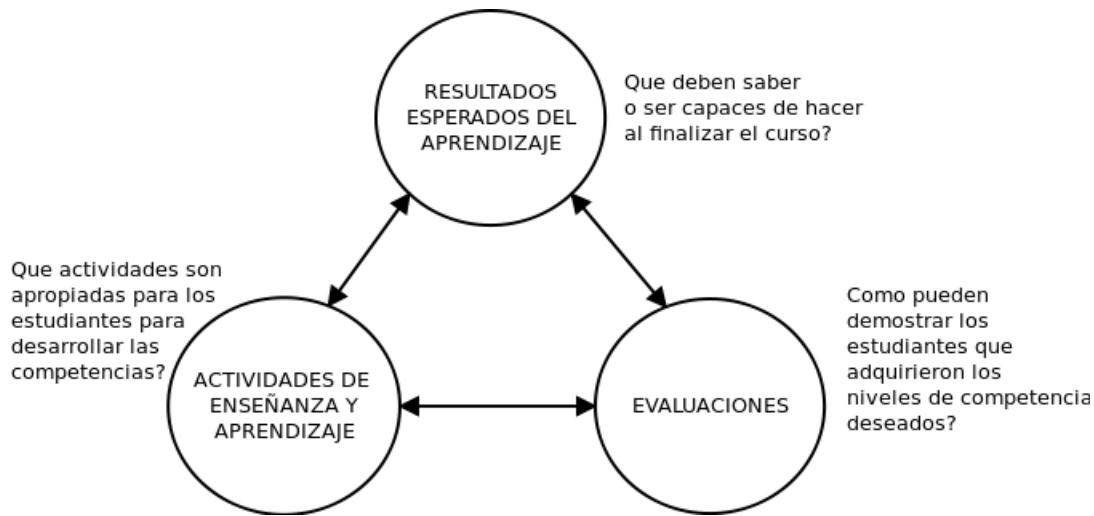 RESULTADOS
ESPERADOS DEL
APRENDIZAJE
Que deben saber
o ser capaces de hacer
al finalizar el curso?
Que actividades son
apropiadas para los
estudiantes para
desarrollar las
competencias?
ACTIVIDADES DE
ENSEÑANZA Y
APRENDIZAJE
EVALUACIONES
Como pueden
demostrar los
estudiantes que
adquirieron los
niveles de competencia
deseados?